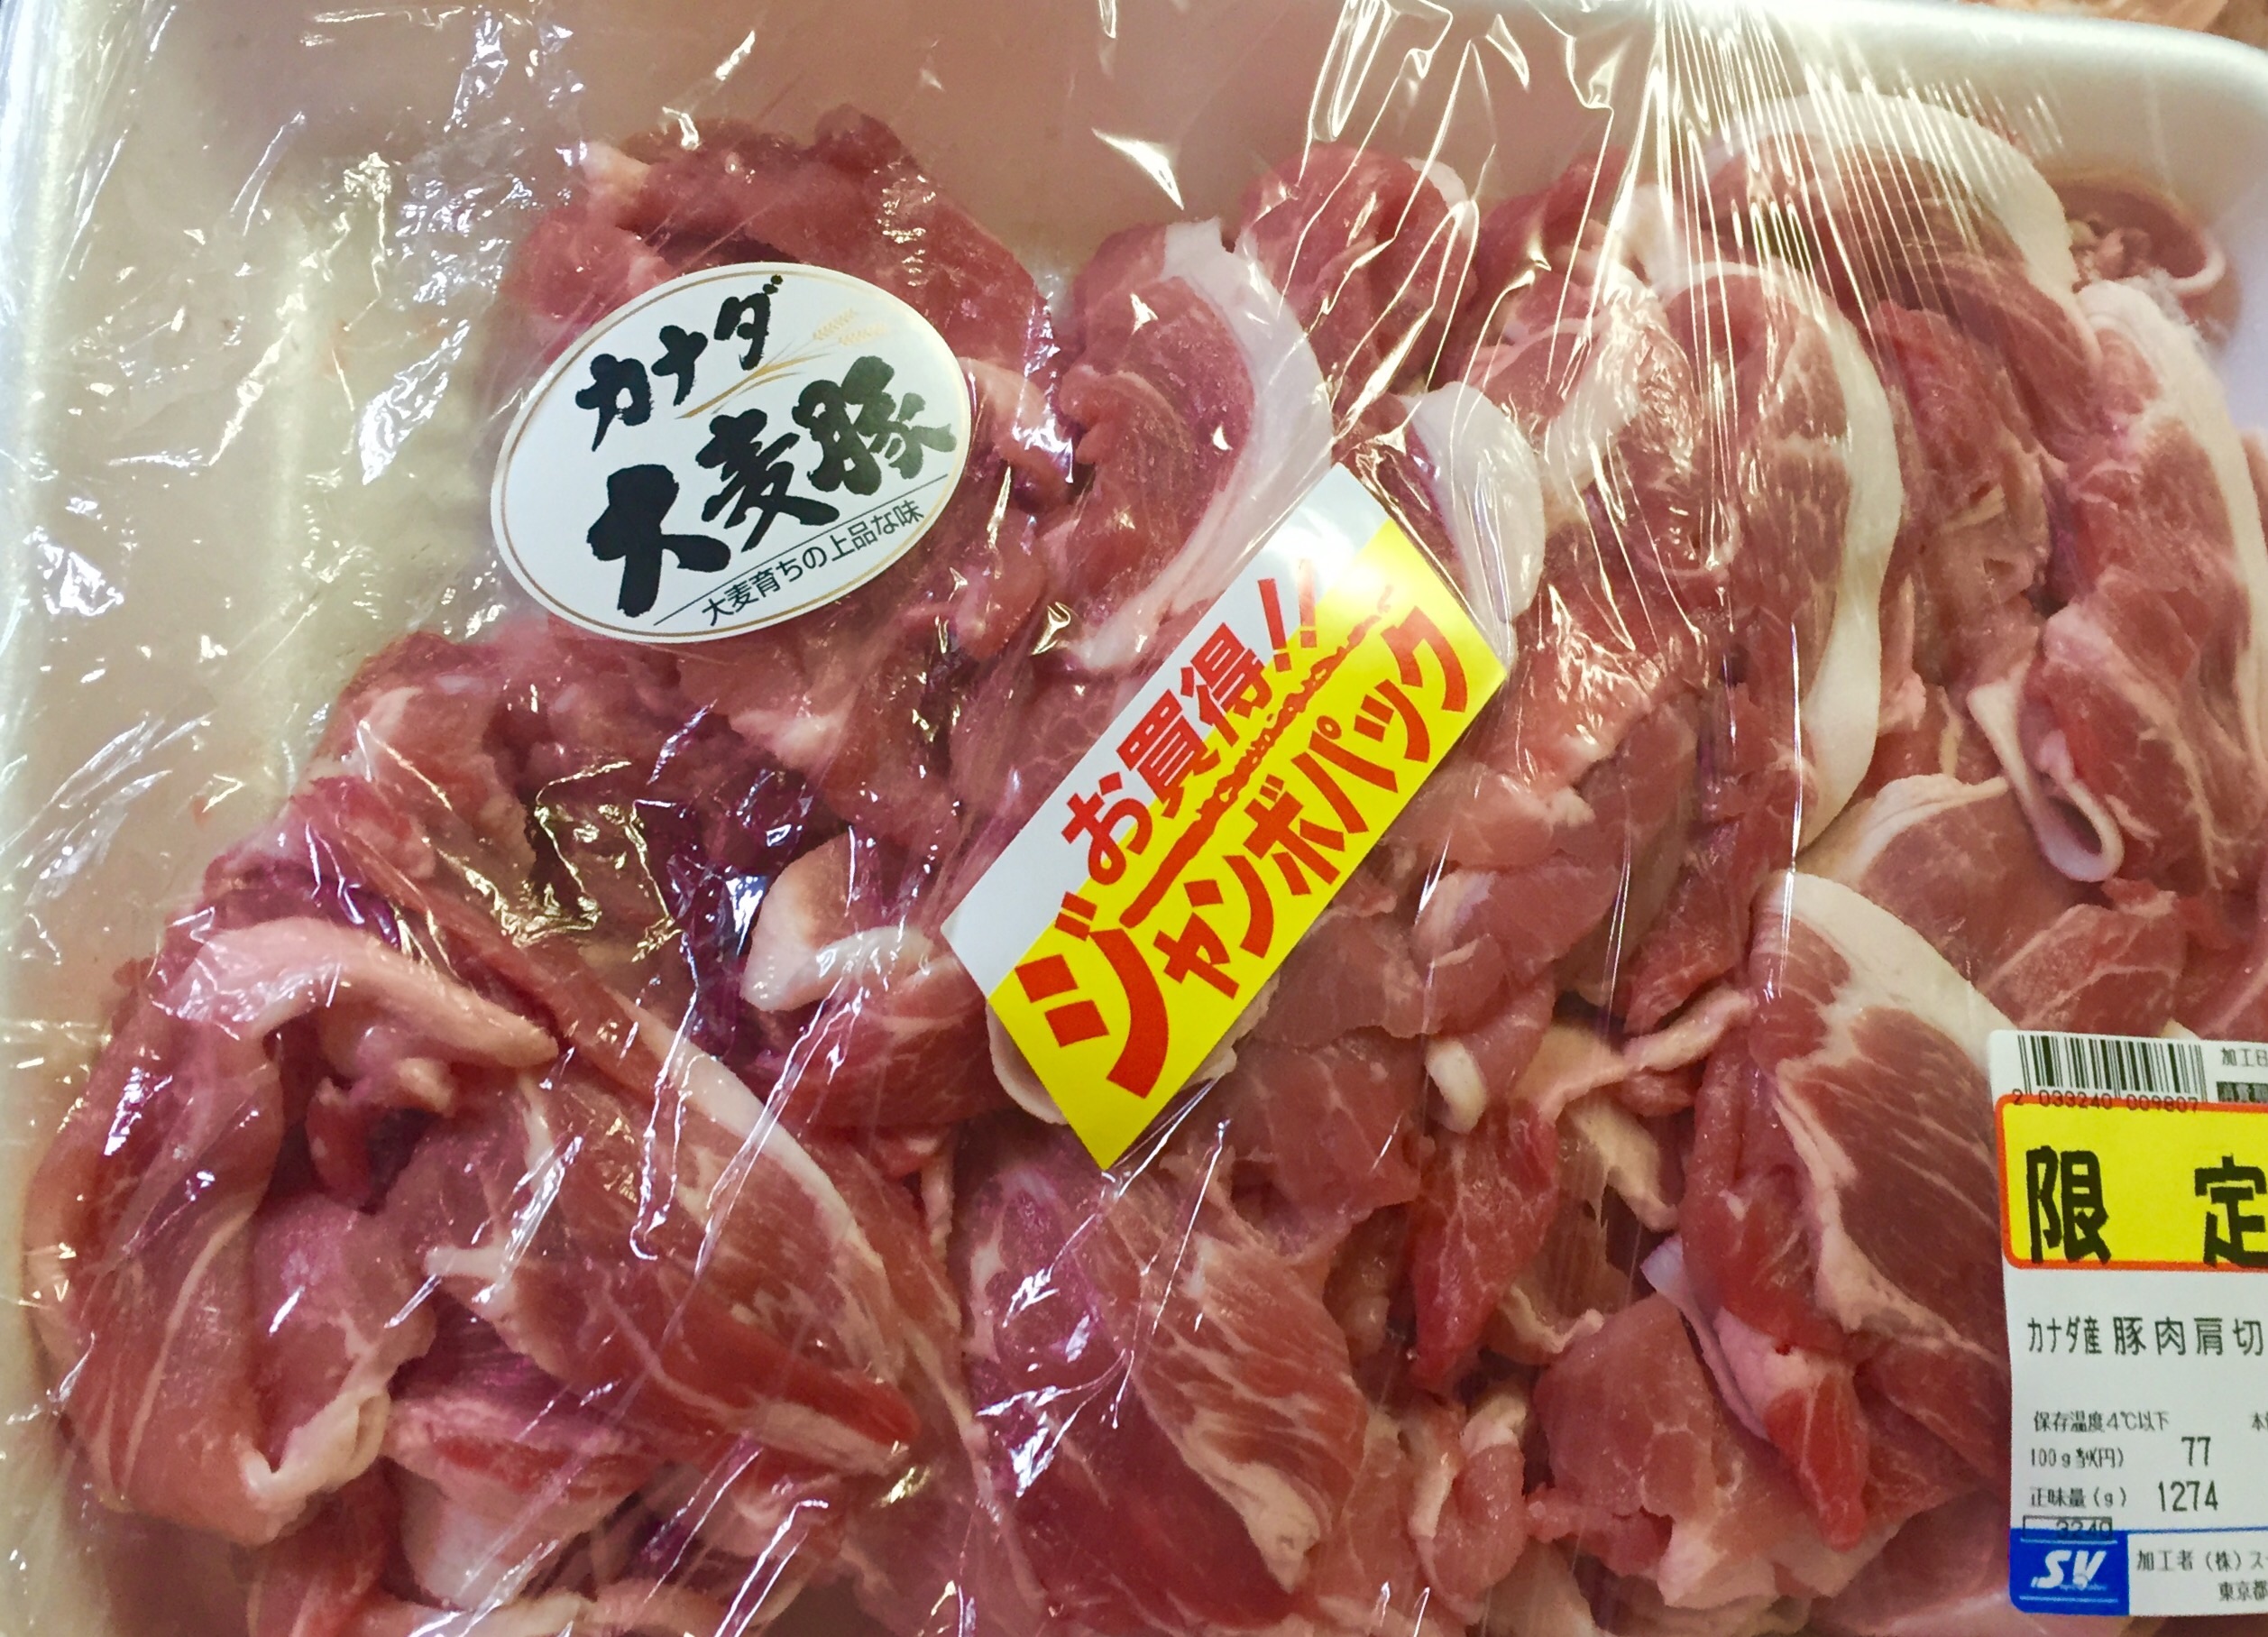 カナダ
大麦豚
大麦育ちの上品な味
お買得!!
ジャンボパック
加工日
2 033240 009807
限 定
カナダ産 豚肉肩切
保存温度4℃以下
100g当り(円) 77
正味量(g) 1274
3240
SV
加工者(株)ス
東京都